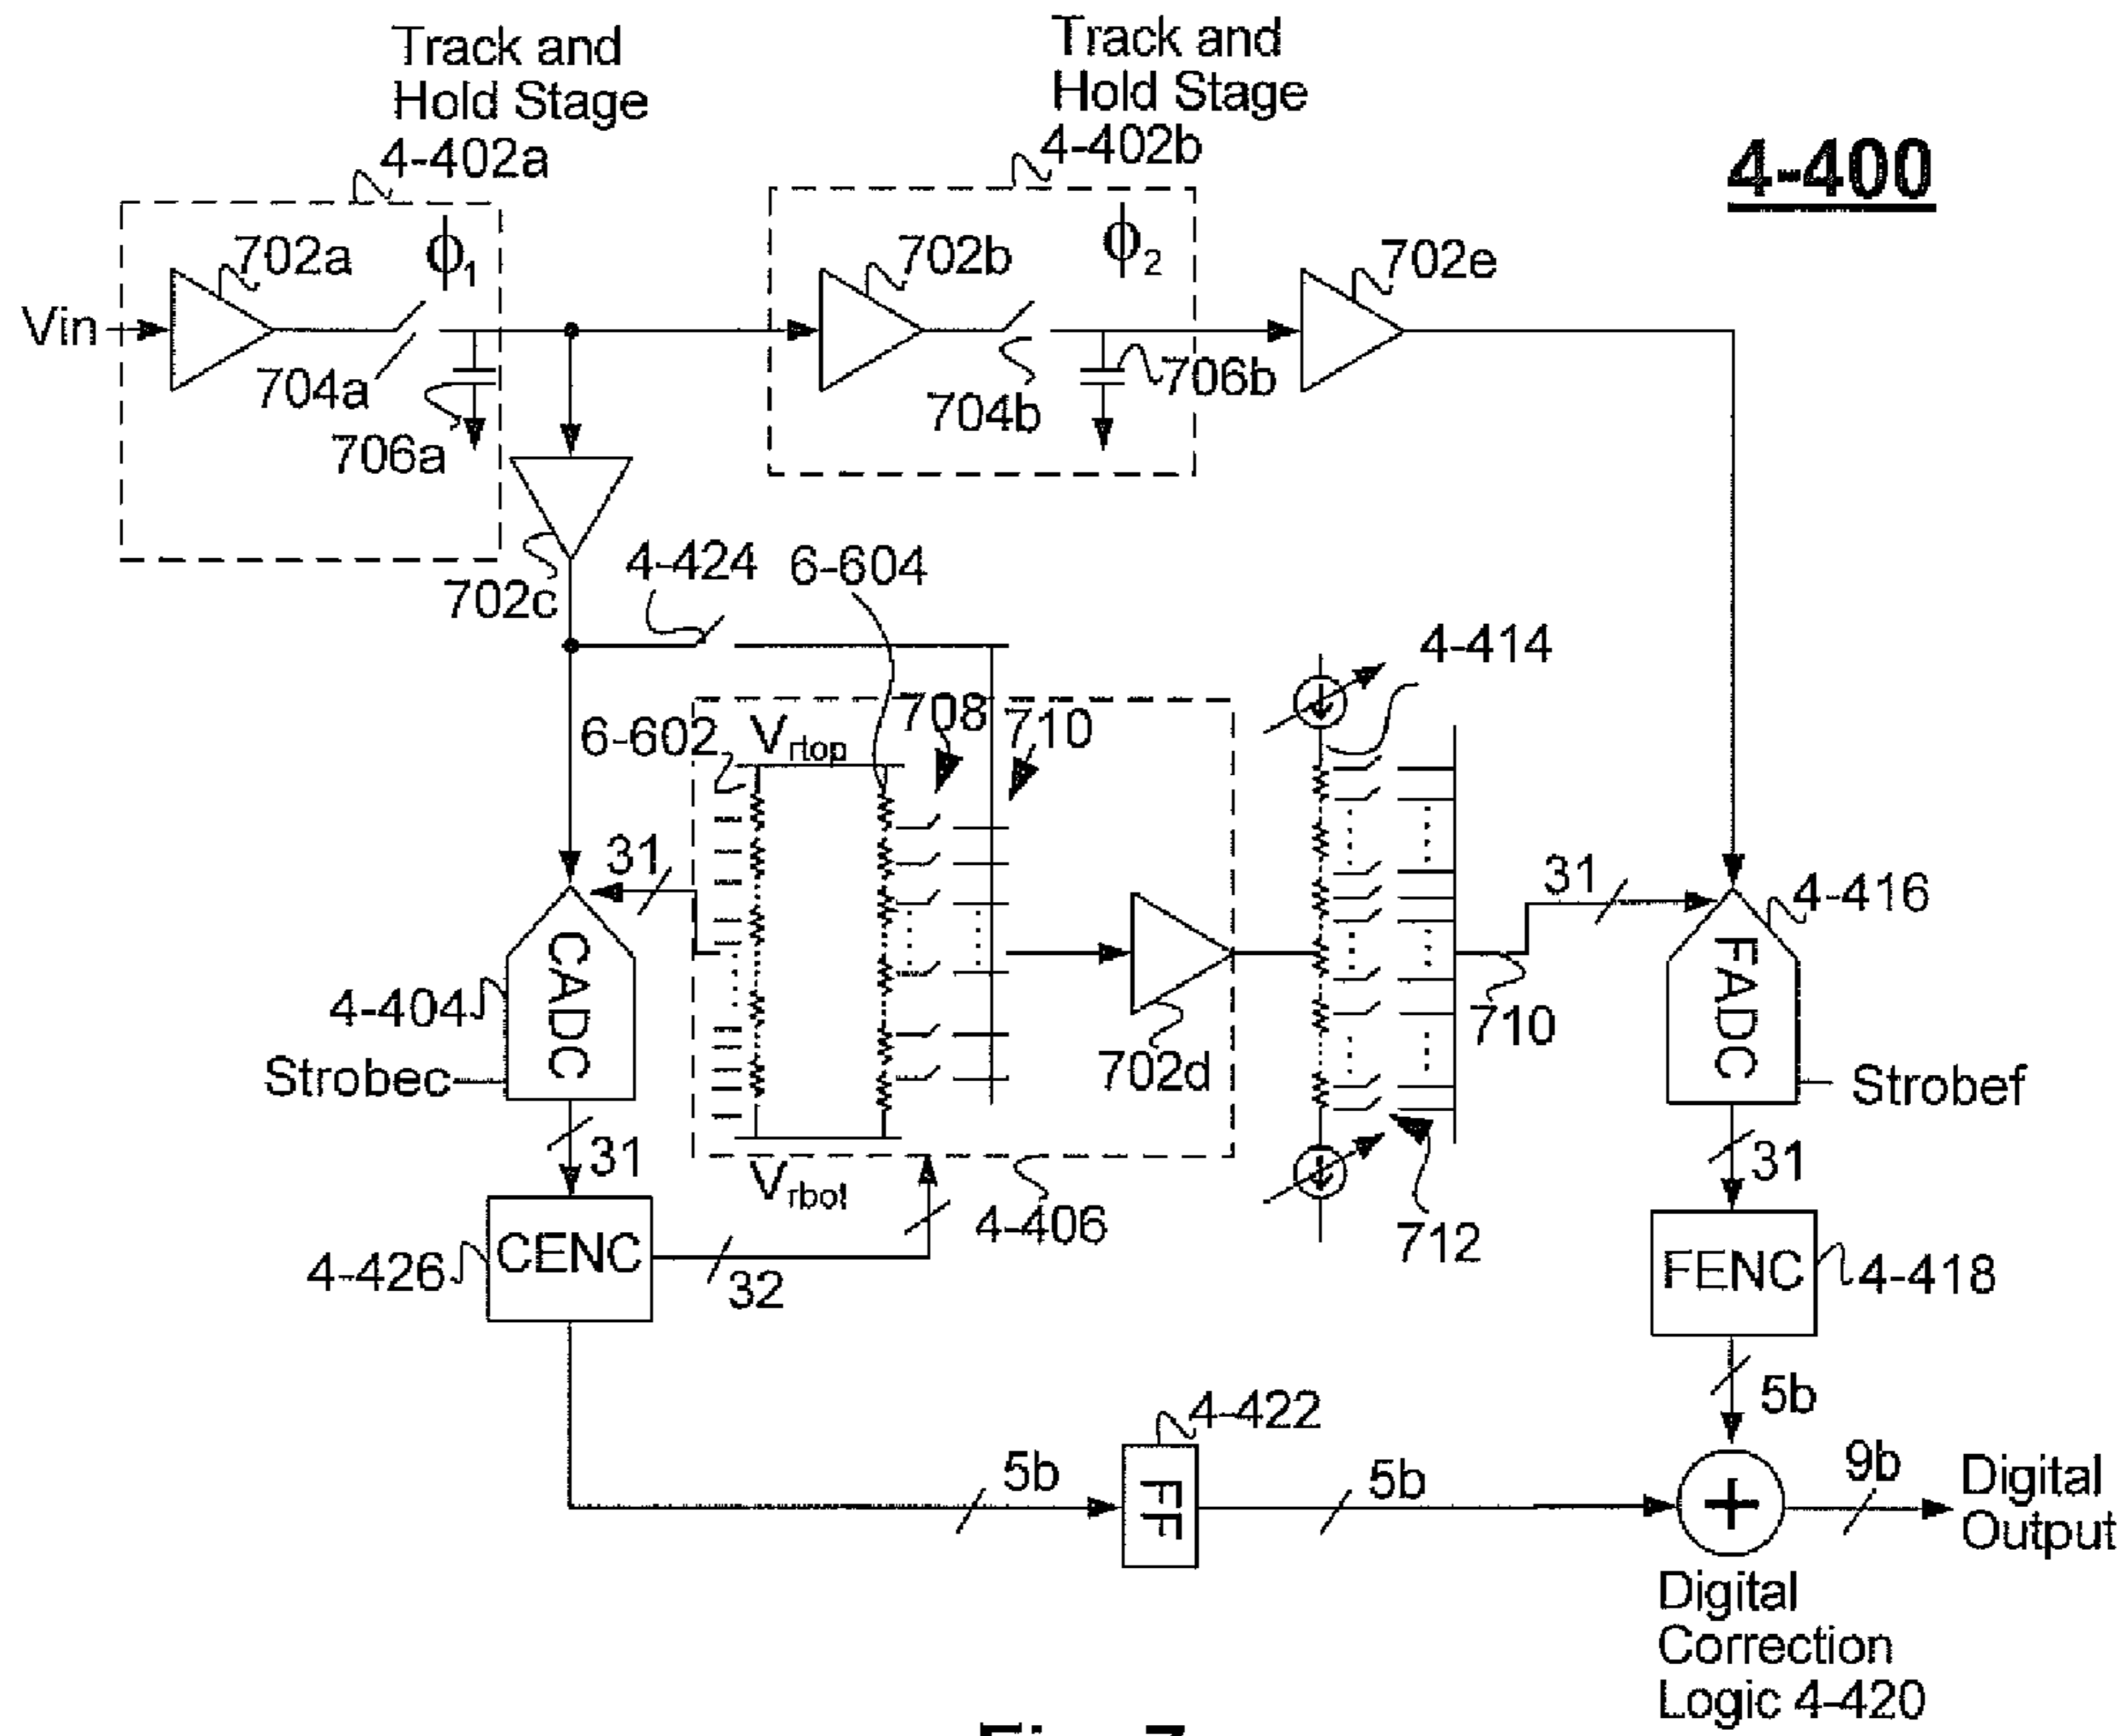 Track and
Hold Stage
4-402a
Track and
Hold Stage
4-402b
4-400
702a
ϕ1
702b
ϕ2
702e
Vin
704a
706a
704b
706b
702c
4-424
6-604
4-414
6-602
Vrtop
708
710
31
31
4-416
CADC
FADC
4-404
702d
710
Strobec
Strobef
31
Vrbot
4-406
712
31
4-426
CENC
32
FENC
4-418
4-422
5b
5b
FF
5b
+
9b
Digital
Output
Digital
Correction
Logic 4-420